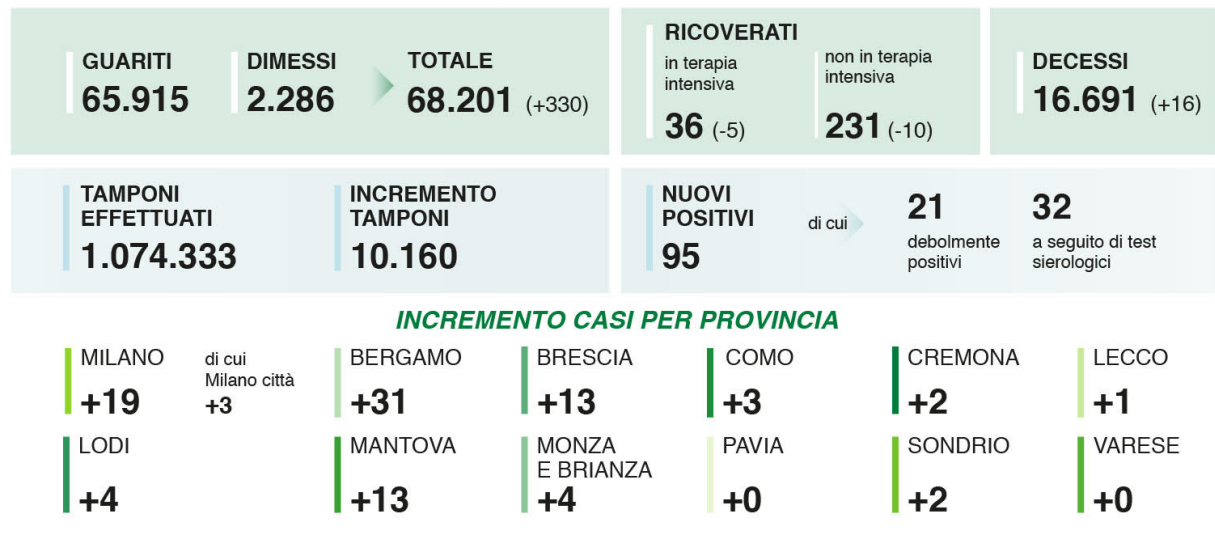 GUARITI
65.915
DIMESSI
2.286
TOTALE
68.201 (+330)
RICOVERATI
in terapia
intensiva
36 (-5)
non in terapia
intensiva
231 (-10)
DECESSI
16.691 (+16)
TAMPONI
EFFETTUATI
1.074.333
INCREMENTO
TAMPONI
10.160
NUOVI
POSITIVI
95
di cui
21
debolmente
positivi
32
a seguito di test
sierologici
INCREMENTO CASI PER PROVINCIA
MILANO
+19
di cui
Milano città
+3
BERGAMO
+31
BRESCIA
+13
COMO
+3
CREMONA
+2
LECCO
+1
LODI
+4
MANTOVA
+13
MONZA
E BRIANZA
+4
PAVIA
+0
SONDRIO
+2
VARESE
+0